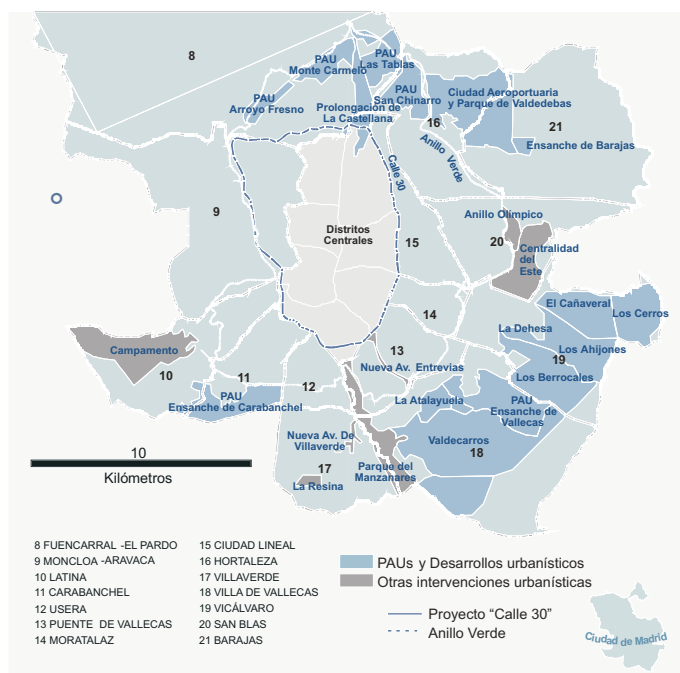 8
PAU
Monte Carmelo
PAU
Las Tablas
PAU
Arroyo Fresno
Prolongación de
La Castellana
PAU
San Chinarro
Ciudad Aeroportuaria
y Parque de Valdedebas
16
21
Ensanche de Barajas
Anillo Verde
Calle 30
9
Distritos
Centrales
15
Anillo Olímpico
20
Centralidad
del
Este
El Cañaveral
Los Cerros
14
La Dehesa
Campamento
13
Los Ahijones
19
Nueva Av. Entrevias
10
11
12
Los Berrocales
PAU
Ensanche de Carabanchel
La Atalayuela
PAU
Ensanche de
Vallecas
Nueva Av. De
Villaverde
Valdecarros
18
17
La Resina
Parque del
Manzanares
10
Kilómetros
8 FUENCARRAL -EL PARDO
9 MONCLOA -ARAVACA
10 LATINA
11 CARABANCHEL
12 USERA
13 PUENTE DE VALLECAS
14 MORATALAZ
15 CIUDAD LINEAL
16 HORTALEZA
17 VILLAVERDE
18 VILLA DE VALLECAS
19 VICÁLVARO
20 SAN BLAS
21 BARAJAS
PAUs y Desarrollos urbanísticos
Otras intervenciones urbanísticas
Proyecto “Calle 30”
Anillo Verde
Ciudad de Madrid